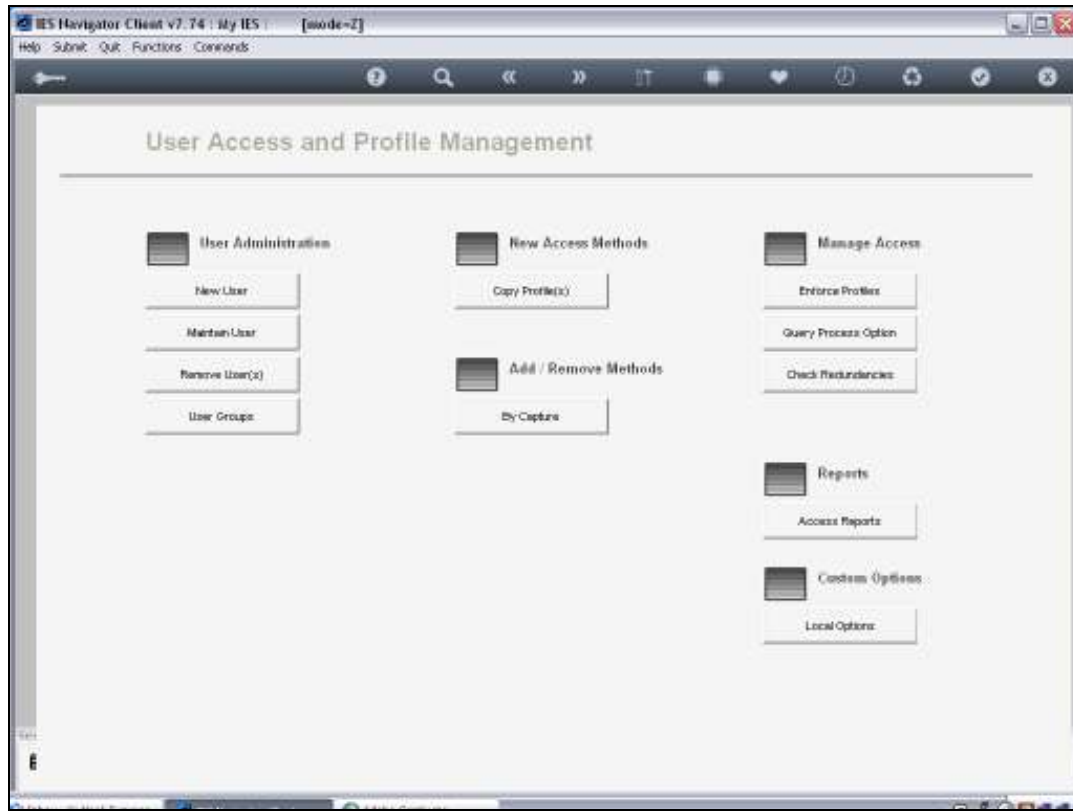 IES Navigator Client v7.74 : My IES : [mode=Z]
Help Submit Quit Functions Commands
User Access and Profile Management
User Administration
New User
Maintain User
Remove User(s)
User Groups
New Access Methods
Copy Profile(s)
Add / Remove Methods
By Capture
Manage Access
Enforce Profiles
Query Process Option
Check Redundancies
Reports
Access Reports
Custom Options
Local Options